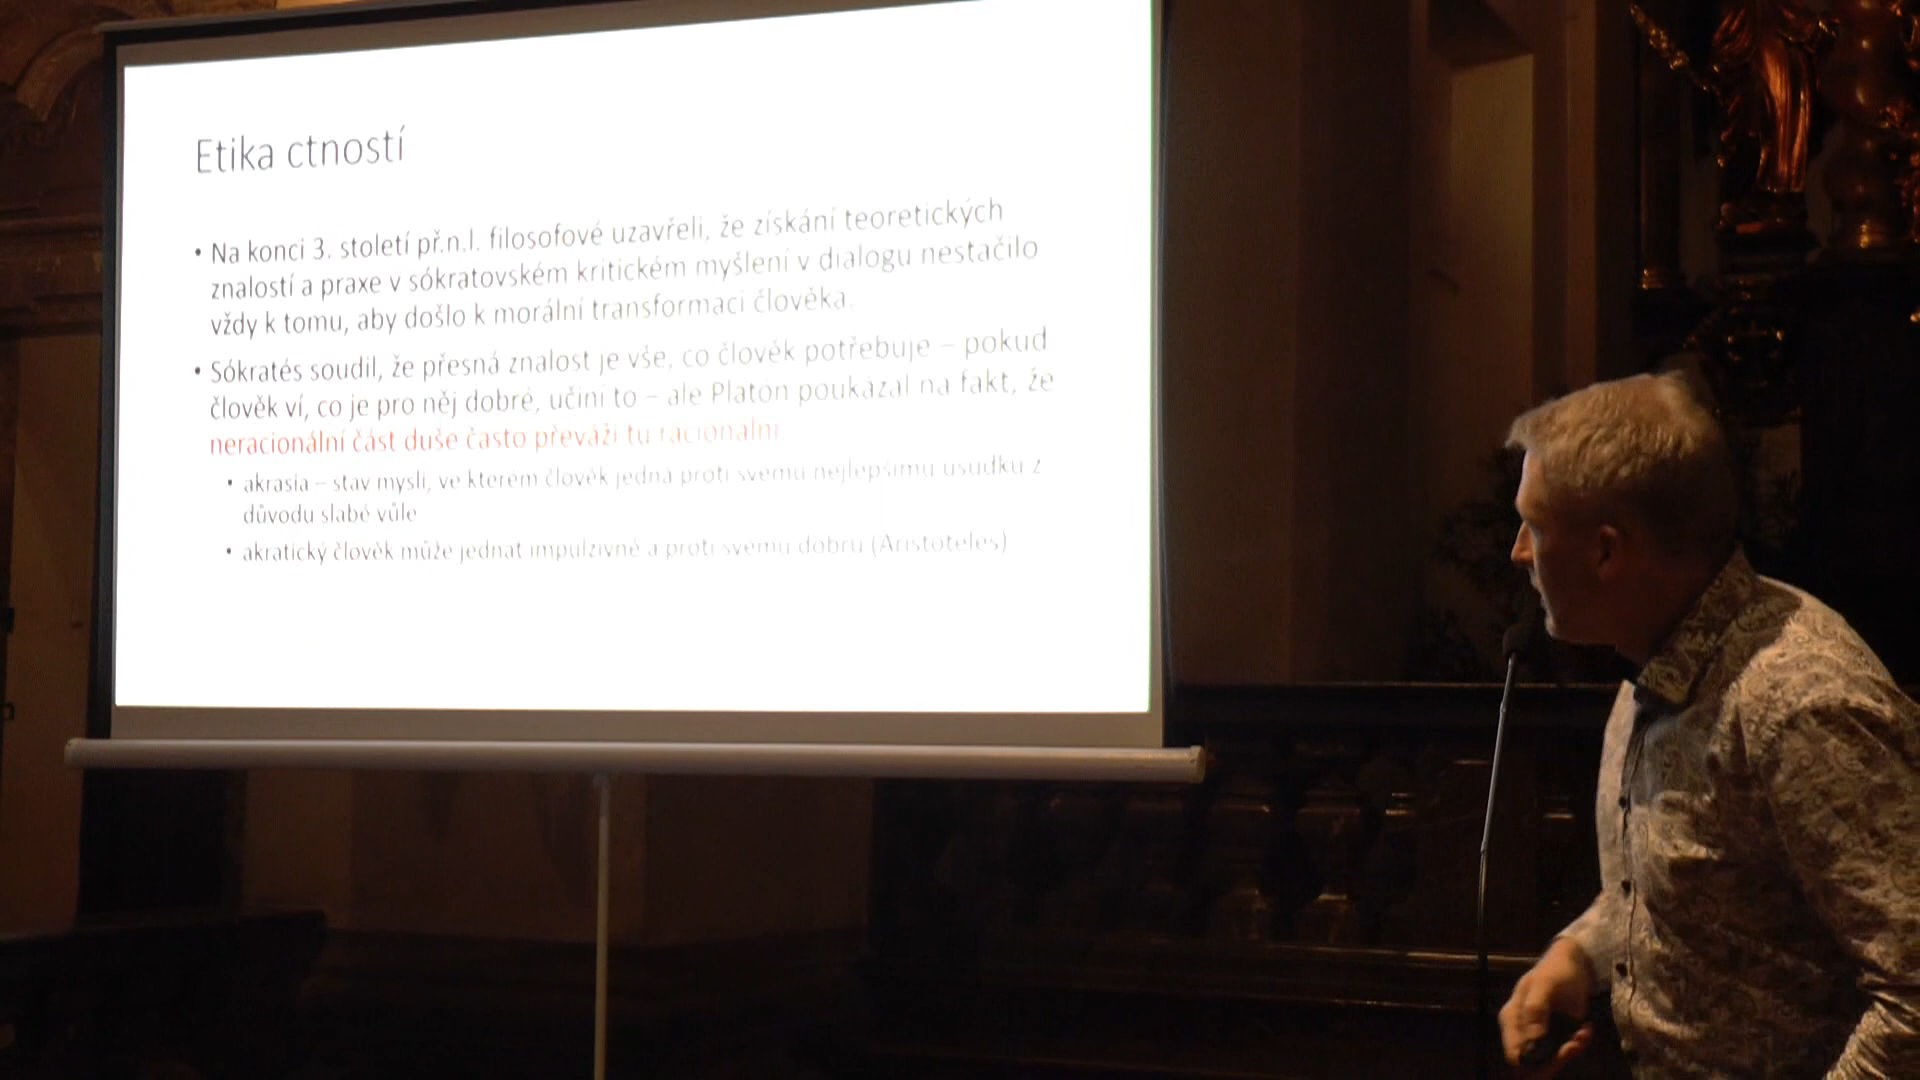 Etika ctností
• Na konci 3. století př.n.l. filosofové uzavřeli, že získání teoretických
znalostí a praxe v sókratovském kritickém myšlení v dialogu nestačilo
vždy k tomu, aby došlo k morální transformaci člověka.
• Sókratés soudil, že přesná znalost je vše, co člověk potřebuje – pokud
člověk ví, co je pro něj dobré, učiní to – ale Platon poukázal na fakt, že
neracionální část duše často převáží tu racionální.
• akrasia – stav mysli, ve kterém člověk jedná proti svému nejlepšímu úsudku z
důvodu slabé vůle
• akratický člověk může jednat impulzivně a proti svému dobru (Aristoteles)